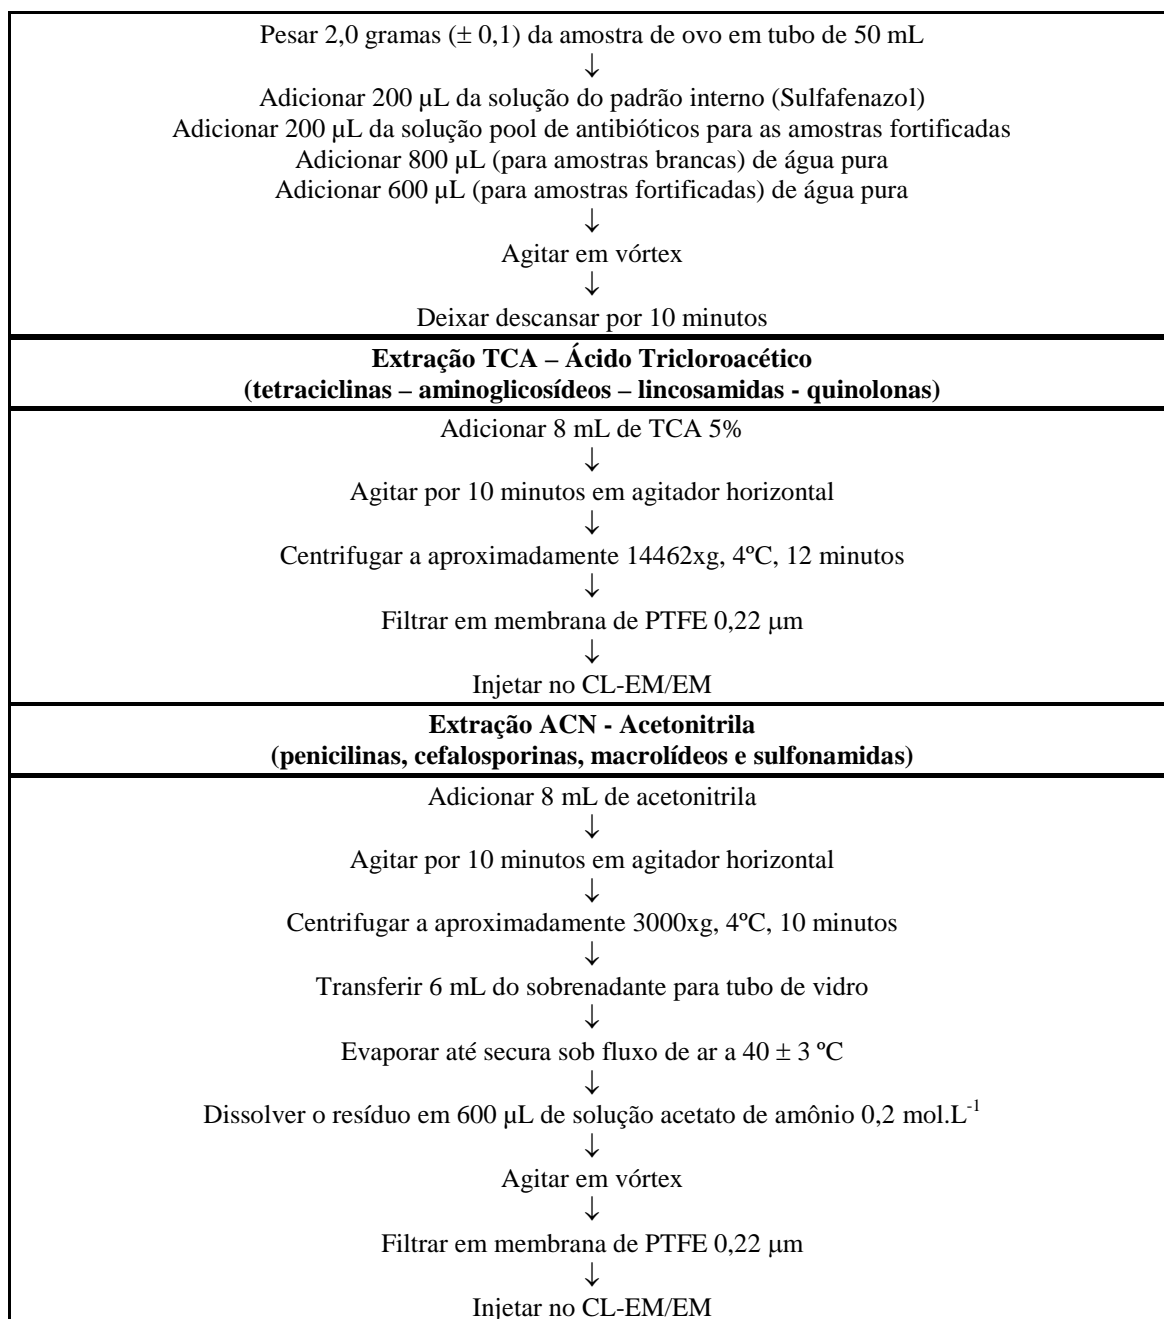 Pesar 2,0 gramas (± 0,1) da amostra de ovo em tubo de 50 mL
↓
Adicionar 200 µL da solução do padrão interno (Sulfafenazol)
Adicionar 200 µL da solução pool de antibióticos para as amostras fortificadas
Adicionar 800 µL (para amostras brancas) de água pura
Adicionar 600 µL (para amostras fortificadas) de água pura
↓
Agitar em vórtex
↓
Deixar descansar por 10 minutos
Extração TCA – Ácido Tricloroacético
(tetraciclinas – aminoglicosídeos – lincosamidas - quinolonas)
Adicionar 8 mL de TCA 5%
↓
Agitar por 10 minutos em agitador horizontal
↓
Centrifugar a aproximadamente 14462xg, 4ºC, 12 minutos
↓
Filtrar em membrana de PTFE 0,22 µm
↓
Injetar no CL-EM/EM
Extração ACN - Acetonitrila
(penicilinas, cefalosporinas, macrolídeos e sulfonamidas)
Adicionar 8 mL de acetonitrila
↓
Agitar por 10 minutos em agitador horizontal
↓
Centrifugar a aproximadamente 3000xg, 4ºC, 10 minutos
↓
Transferir 6 mL do sobrenadante para tubo de vidro
↓
Evaporar até secura sob fluxo de ar a 40 ± 3 ºC
↓
Dissolver o resíduo em 600 µL de solução acetato de amônio 0,2 mol.L⁻¹
↓
Agitar em vórtex
↓
Filtrar em membrana de PTFE 0,22 µm
↓
Injetar no CL-EM/EM